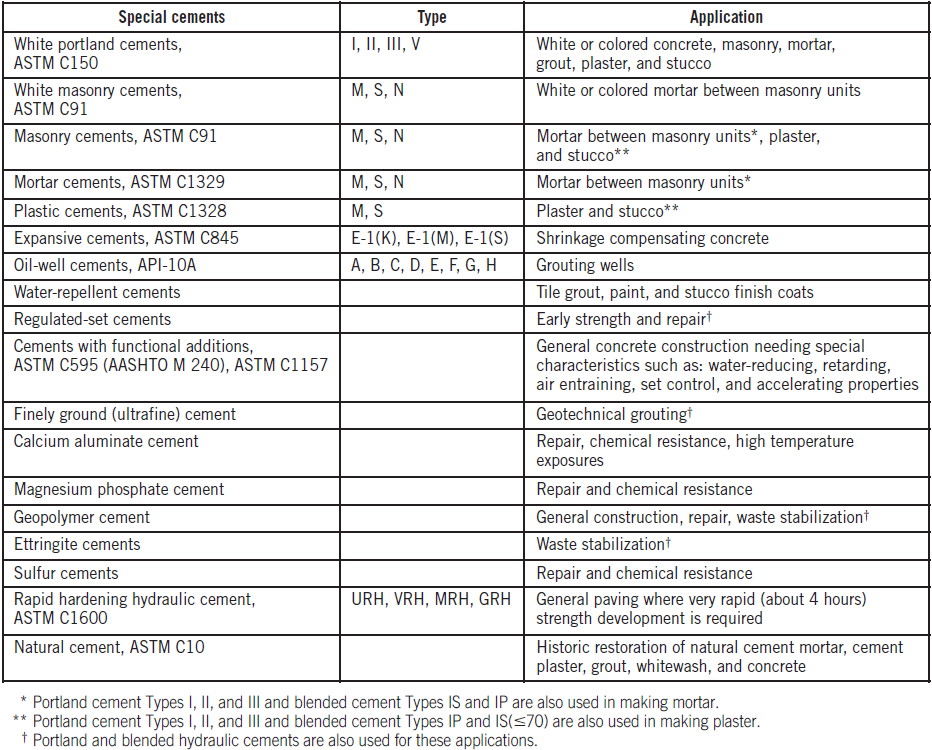 Special cements Type Application
White portland cements, I, II, III, V White or colored concrete, masonry, mortar,
ASTM C150 grout, plaster, and stucco
White masonry cements, M, S, N White or colored mortar between masonry units
ASTM C91
Masonry cements, ASTM C91 M, S, N Mortar between masonry units*, plaster,
and stucco**
Mortar cements, ASTM C1329 M, S, N Mortar between masonry units*
Plastic cements, ASTM C1328 M, S Plaster and stucco**
Expansive cements, ASTM C845 E-1(K), E-1(M), E-1(S) Shrinkage compensating concrete
Oil-well cements, API-10A A, B, C, D, E, F, G, H Grouting wells
Water-repellent cements Tile grout, paint, and stucco finish coats
Regulated-set cements Early strength and repair†
Cements with functional additions, General concrete construction needing special
ASTM C595 (AASHTO M 240), ASTM C1157 characteristics such as: water-reducing, retarding,
air entraining, set control, and accelerating properties
Finely ground (ultrafine) cement Geotechnical grouting†
Calcium aluminate cement Repair, chemical resistance, high temperature
exposures
Magnesium phosphate cement Repair and chemical resistance
Geopolymer cement General construction, repair, waste stabilization†
Ettringite cements Waste stabilization†
Sulfur cements Repair and chemical resistance
Rapid hardening hydraulic cement, URH, VRH, MRH, GRH General paving where very rapid (about 4 hours)
ASTM C1600 strength development is required
Natural cement, ASTM C10 Historic restoration of natural cement mortar, cement
plaster, grout, whitewash, and concrete
* Portland cement Types I, II, and III and blended cement Types IS and IP are also used in making mortar.
** Portland cement Types I, II, and III and blended cement Types IP and IS(≤70) are also used in making plaster.
† Portland and blended hydraulic cements are also used for these applications.